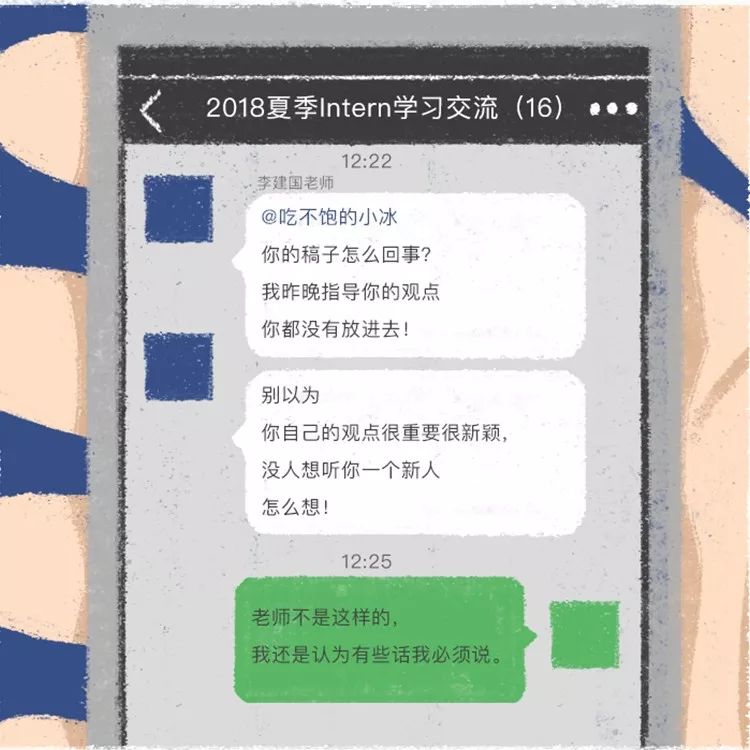 2018夏季Intern学习交流（16）
12:22
李建国老师
@吃不饱的小冰
你的稿子怎么回事？
我昨晚指导你的观点
你都没有放进去！
别以为
你自己的观点很重要很新颖，
没人想听你一个新人
怎么想！
12:25
老师不是这样的，
我还是认为有些话我必须说。